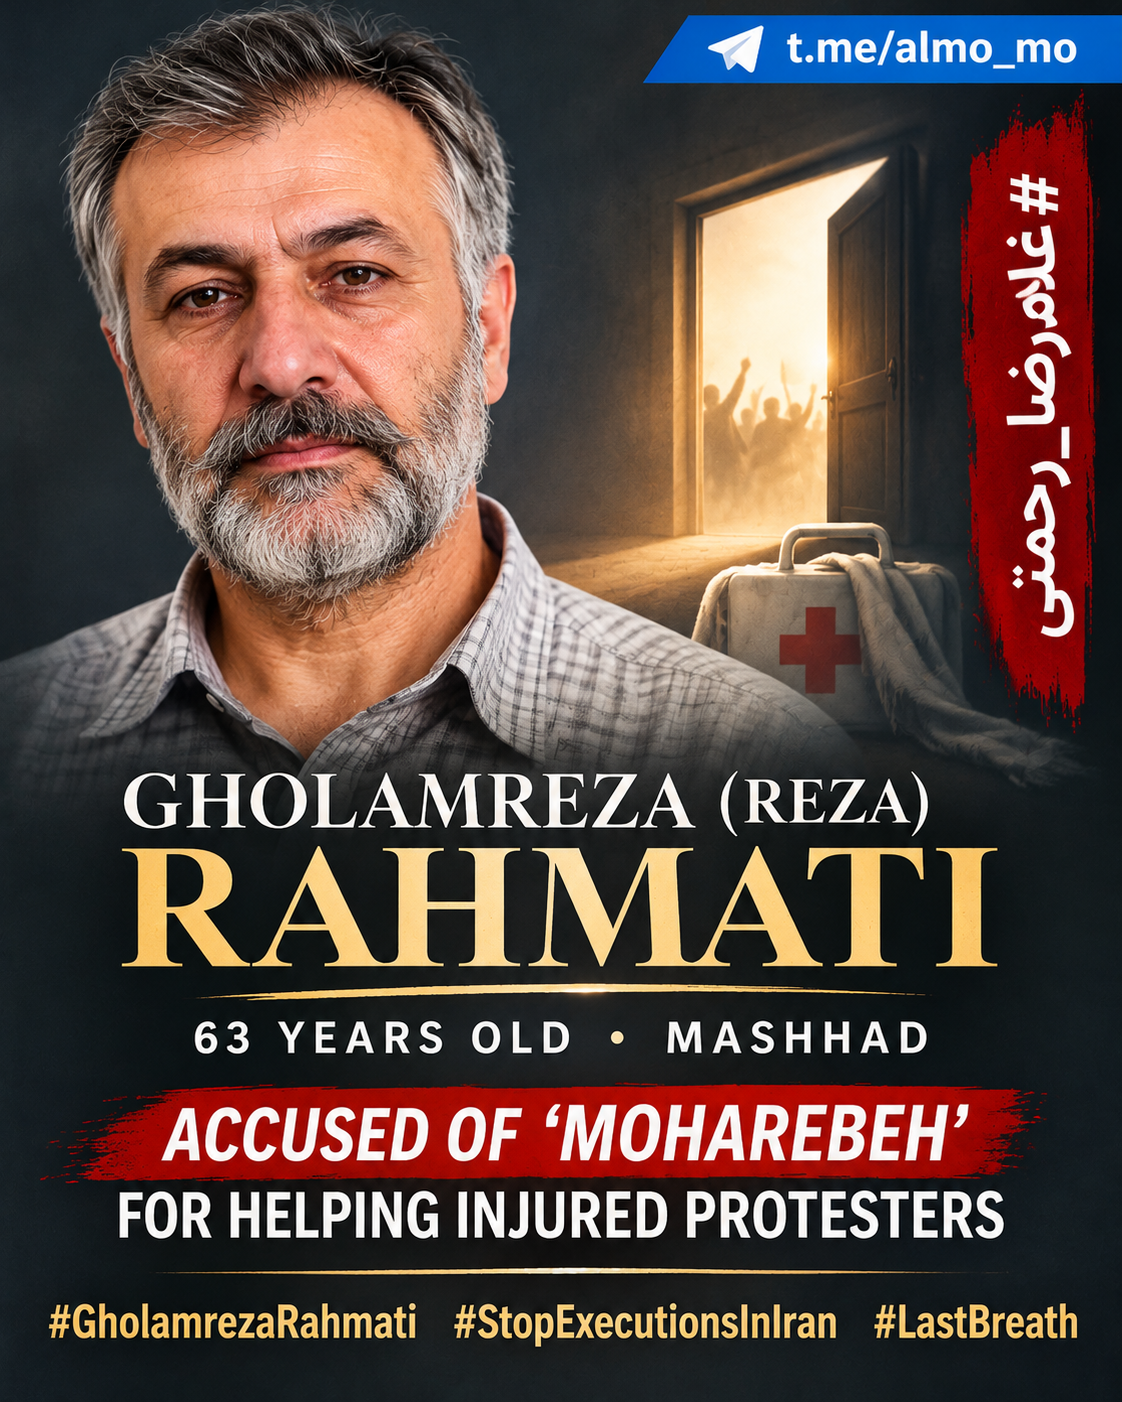 t.me/almo_mo
#غلامرضا_رحمتی
GHOLAMREZA (REZA)
RAHMATI
63 YEARS OLD • MASHHAD
ACCUSED OF ‘MOHAREBEH’
FOR HELPING INJURED PROTESTERS
#GholamrezaRahmati #StopExecutionsInIran #LastBreath